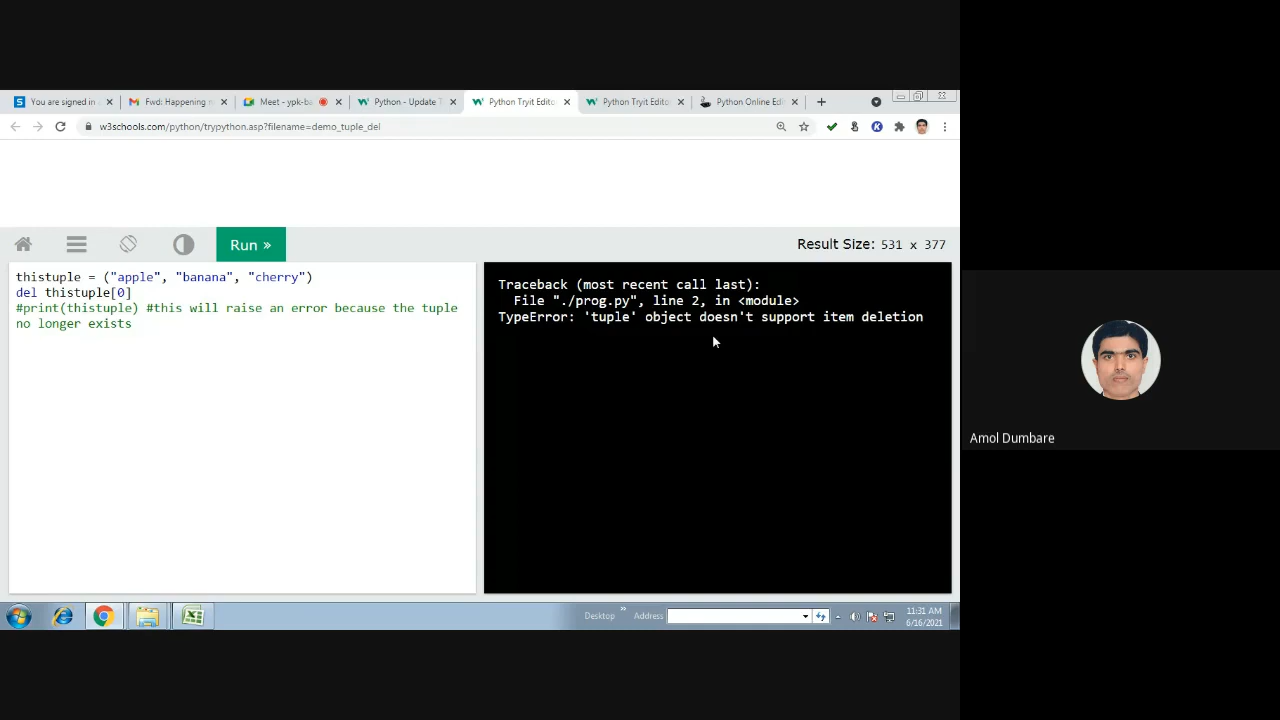 You are signed in
Fwd: Happening
Meet - ypk-ba
Python - Update T
Python Tryit Edito
Python Tryit Edito
Python Online Edi
w3schools.com/python/trypython.asp?filename=demo_tuple_del
Run »
Result Size: 531 x 377
thistuple = ("apple", "banana", "cherry")
del thistuple[0]
#print(thistuple) #this will raise an error because the tuple
no longer exists
Traceback (most recent call last):
File "./prog.py", line 2, in <module>
TypeError: 'tuple' object doesn't support item deletion
Amol Dumbare
Desktop
»
Address
11:31 AM
6/16/2021